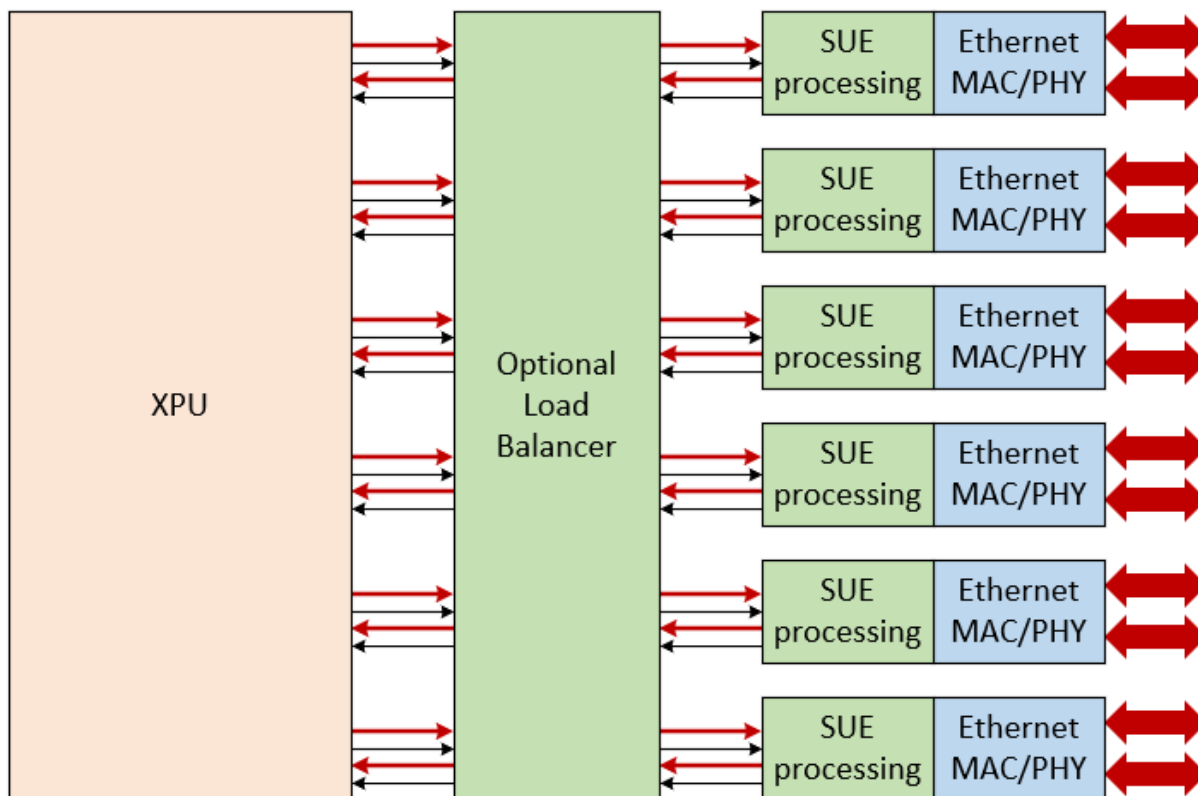 XPU
Optional
Load
Balancer
SUE
processing
Ethernet
MAC/PHY
SUE
processing
Ethernet
MAC/PHY
SUE
processing
Ethernet
MAC/PHY
SUE
processing
Ethernet
MAC/PHY
SUE
processing
Ethernet
MAC/PHY
SUE
processing
Ethernet
MAC/PHY